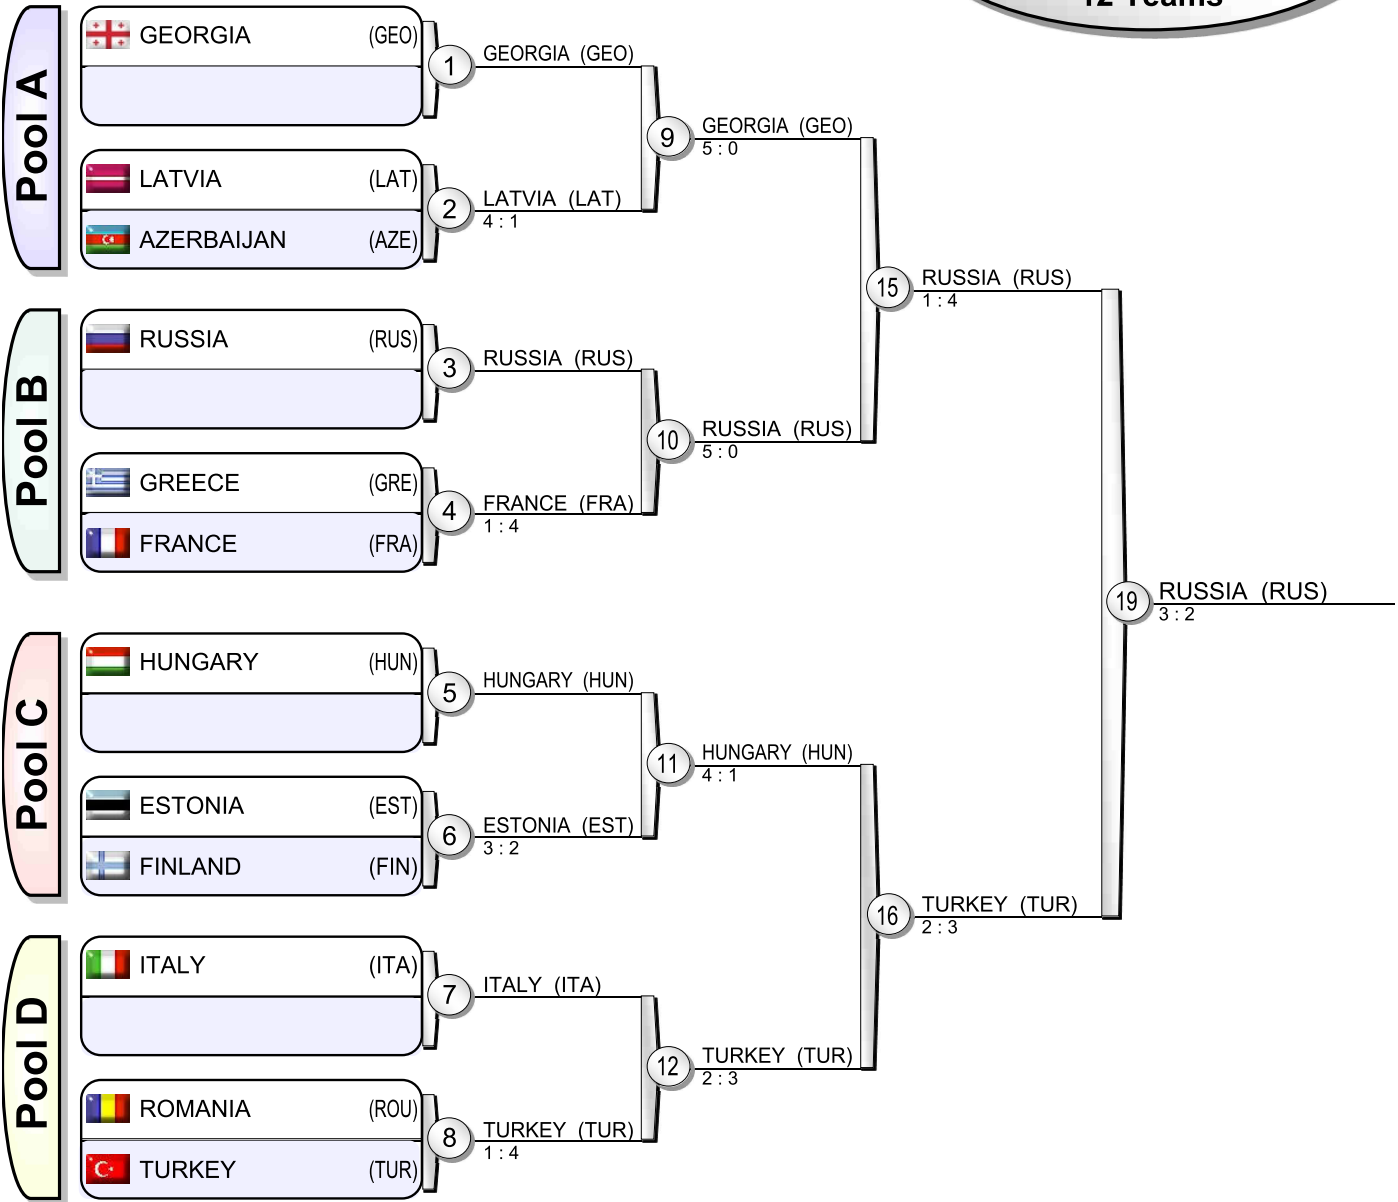 12 Teams
Pool A
GEORGIA (GEO)
1
GEORGIA (GEO)
LATVIA (LAT)
AZERBAIJAN (AZE)
2
LATVIA (LAT)
4 : 1
9
GEORGIA (GEO)
5 : 0
Pool B
RUSSIA (RUS)
3
RUSSIA (RUS)
GREECE (GRE)
FRANCE (FRA)
4
FRANCE (FRA)
1 : 4
10
RUSSIA (RUS)
5 : 0
15
RUSSIA (RUS)
1 : 4
Pool C
HUNGARY (HUN)
5
HUNGARY (HUN)
ESTONIA (EST)
FINLAND (FIN)
6
ESTONIA (EST)
3 : 2
11
HUNGARY (HUN)
4 : 1
Pool D
ITALY (ITA)
7
ITALY (ITA)
ROMANIA (ROU)
TURKEY (TUR)
8
TURKEY (TUR)
1 : 4
12
TURKEY (TUR)
2 : 3
16
TURKEY (TUR)
2 : 3
19
RUSSIA (RUS)
3 : 2